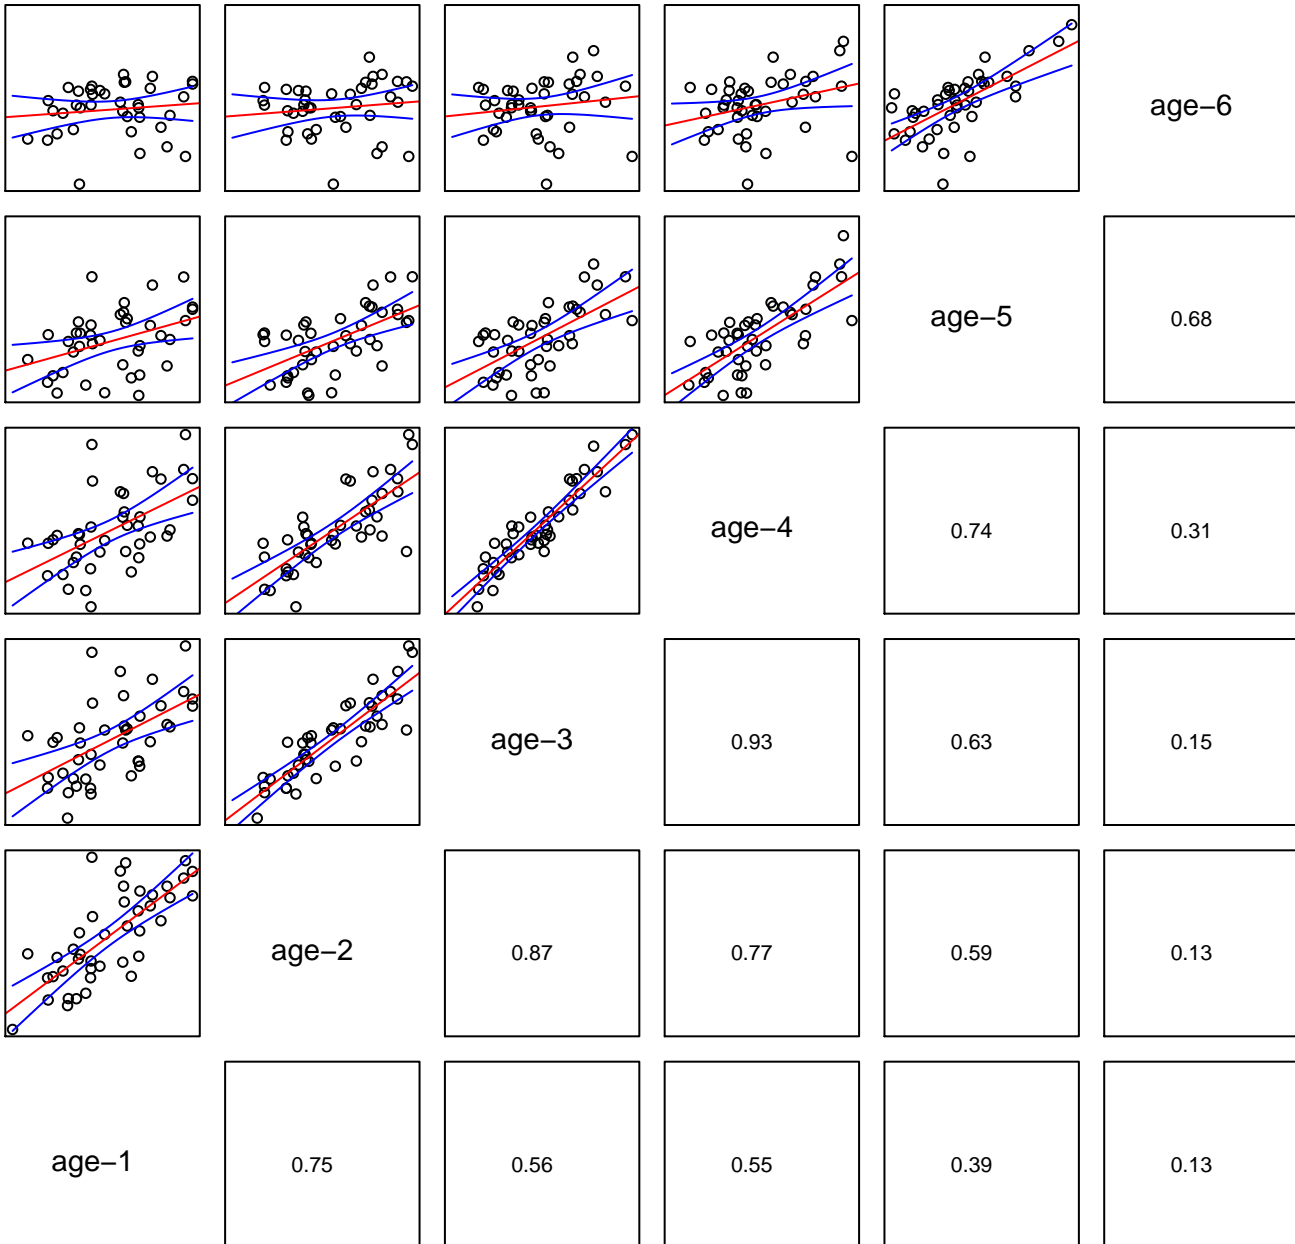 age−6
age−5 0.68
age−4 0.74 0.31
age−3 0.93 0.63 0.15
age−2 0.87 0.77 0.59 0.13
age−1 0.75 0.56 0.55 0.39 0.13